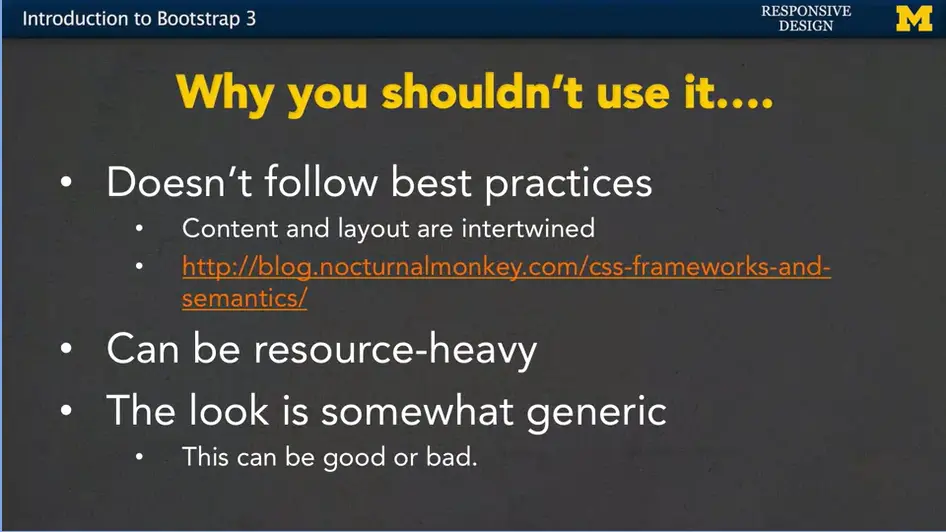 Introduction to Bootstrap 3
RESPONSIVE
DESIGN
M
Why you shouldn't use it....
• Doesn't follow best practices
• Content and layout are intertwined
• http://blog.nocturnalmonkey.com/css-frameworks-and-
semantics/
• Can be resource-heavy
• The look is somewhat generic
• This can be good or bad.